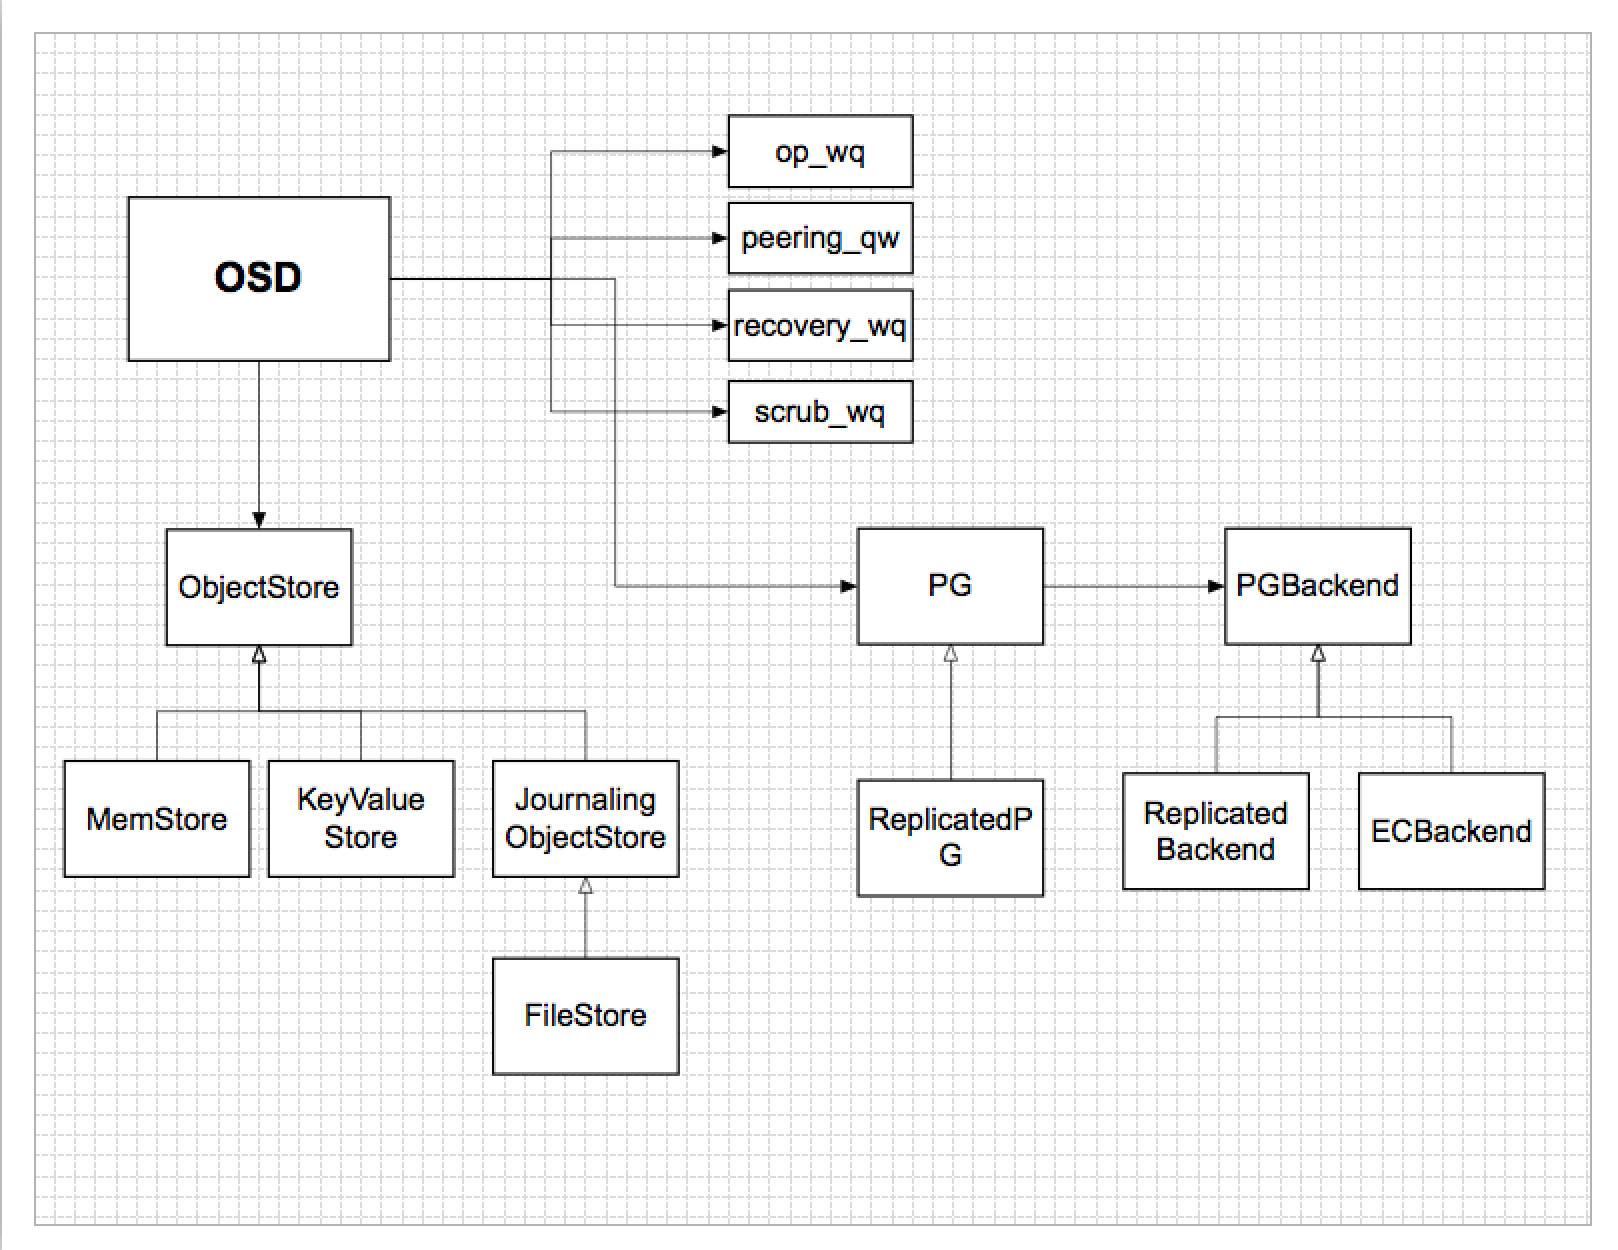 op_wq
OSD
peering_qw
recovery_wq
scrub_wq
ObjectStore
PG
PGBackend
MemStore
KeyValue
Store
Journaling
ObjectStore
ReplicatedP
G
Replicated
Backend
ECBackend
FileStore